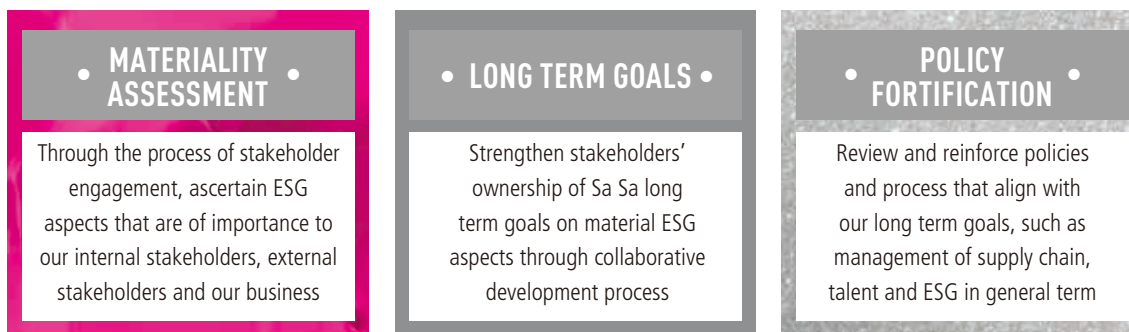 • MATERIALITY •
ASSESSMENT
Through the process of stakeholder
engagement, ascertain ESG
aspects that are of importance to
our internal stakeholders, external
stakeholders and our business
• LONG TERM GOALS •
Strengthen stakeholders’
ownership of Sa Sa long
term goals on material ESG
aspects through collaborative
development process
• POLICY •
FORTIFICATION
Review and reinforce policies
and process that align with
our long term goals, such as
management of supply chain,
talent and ESG in general term